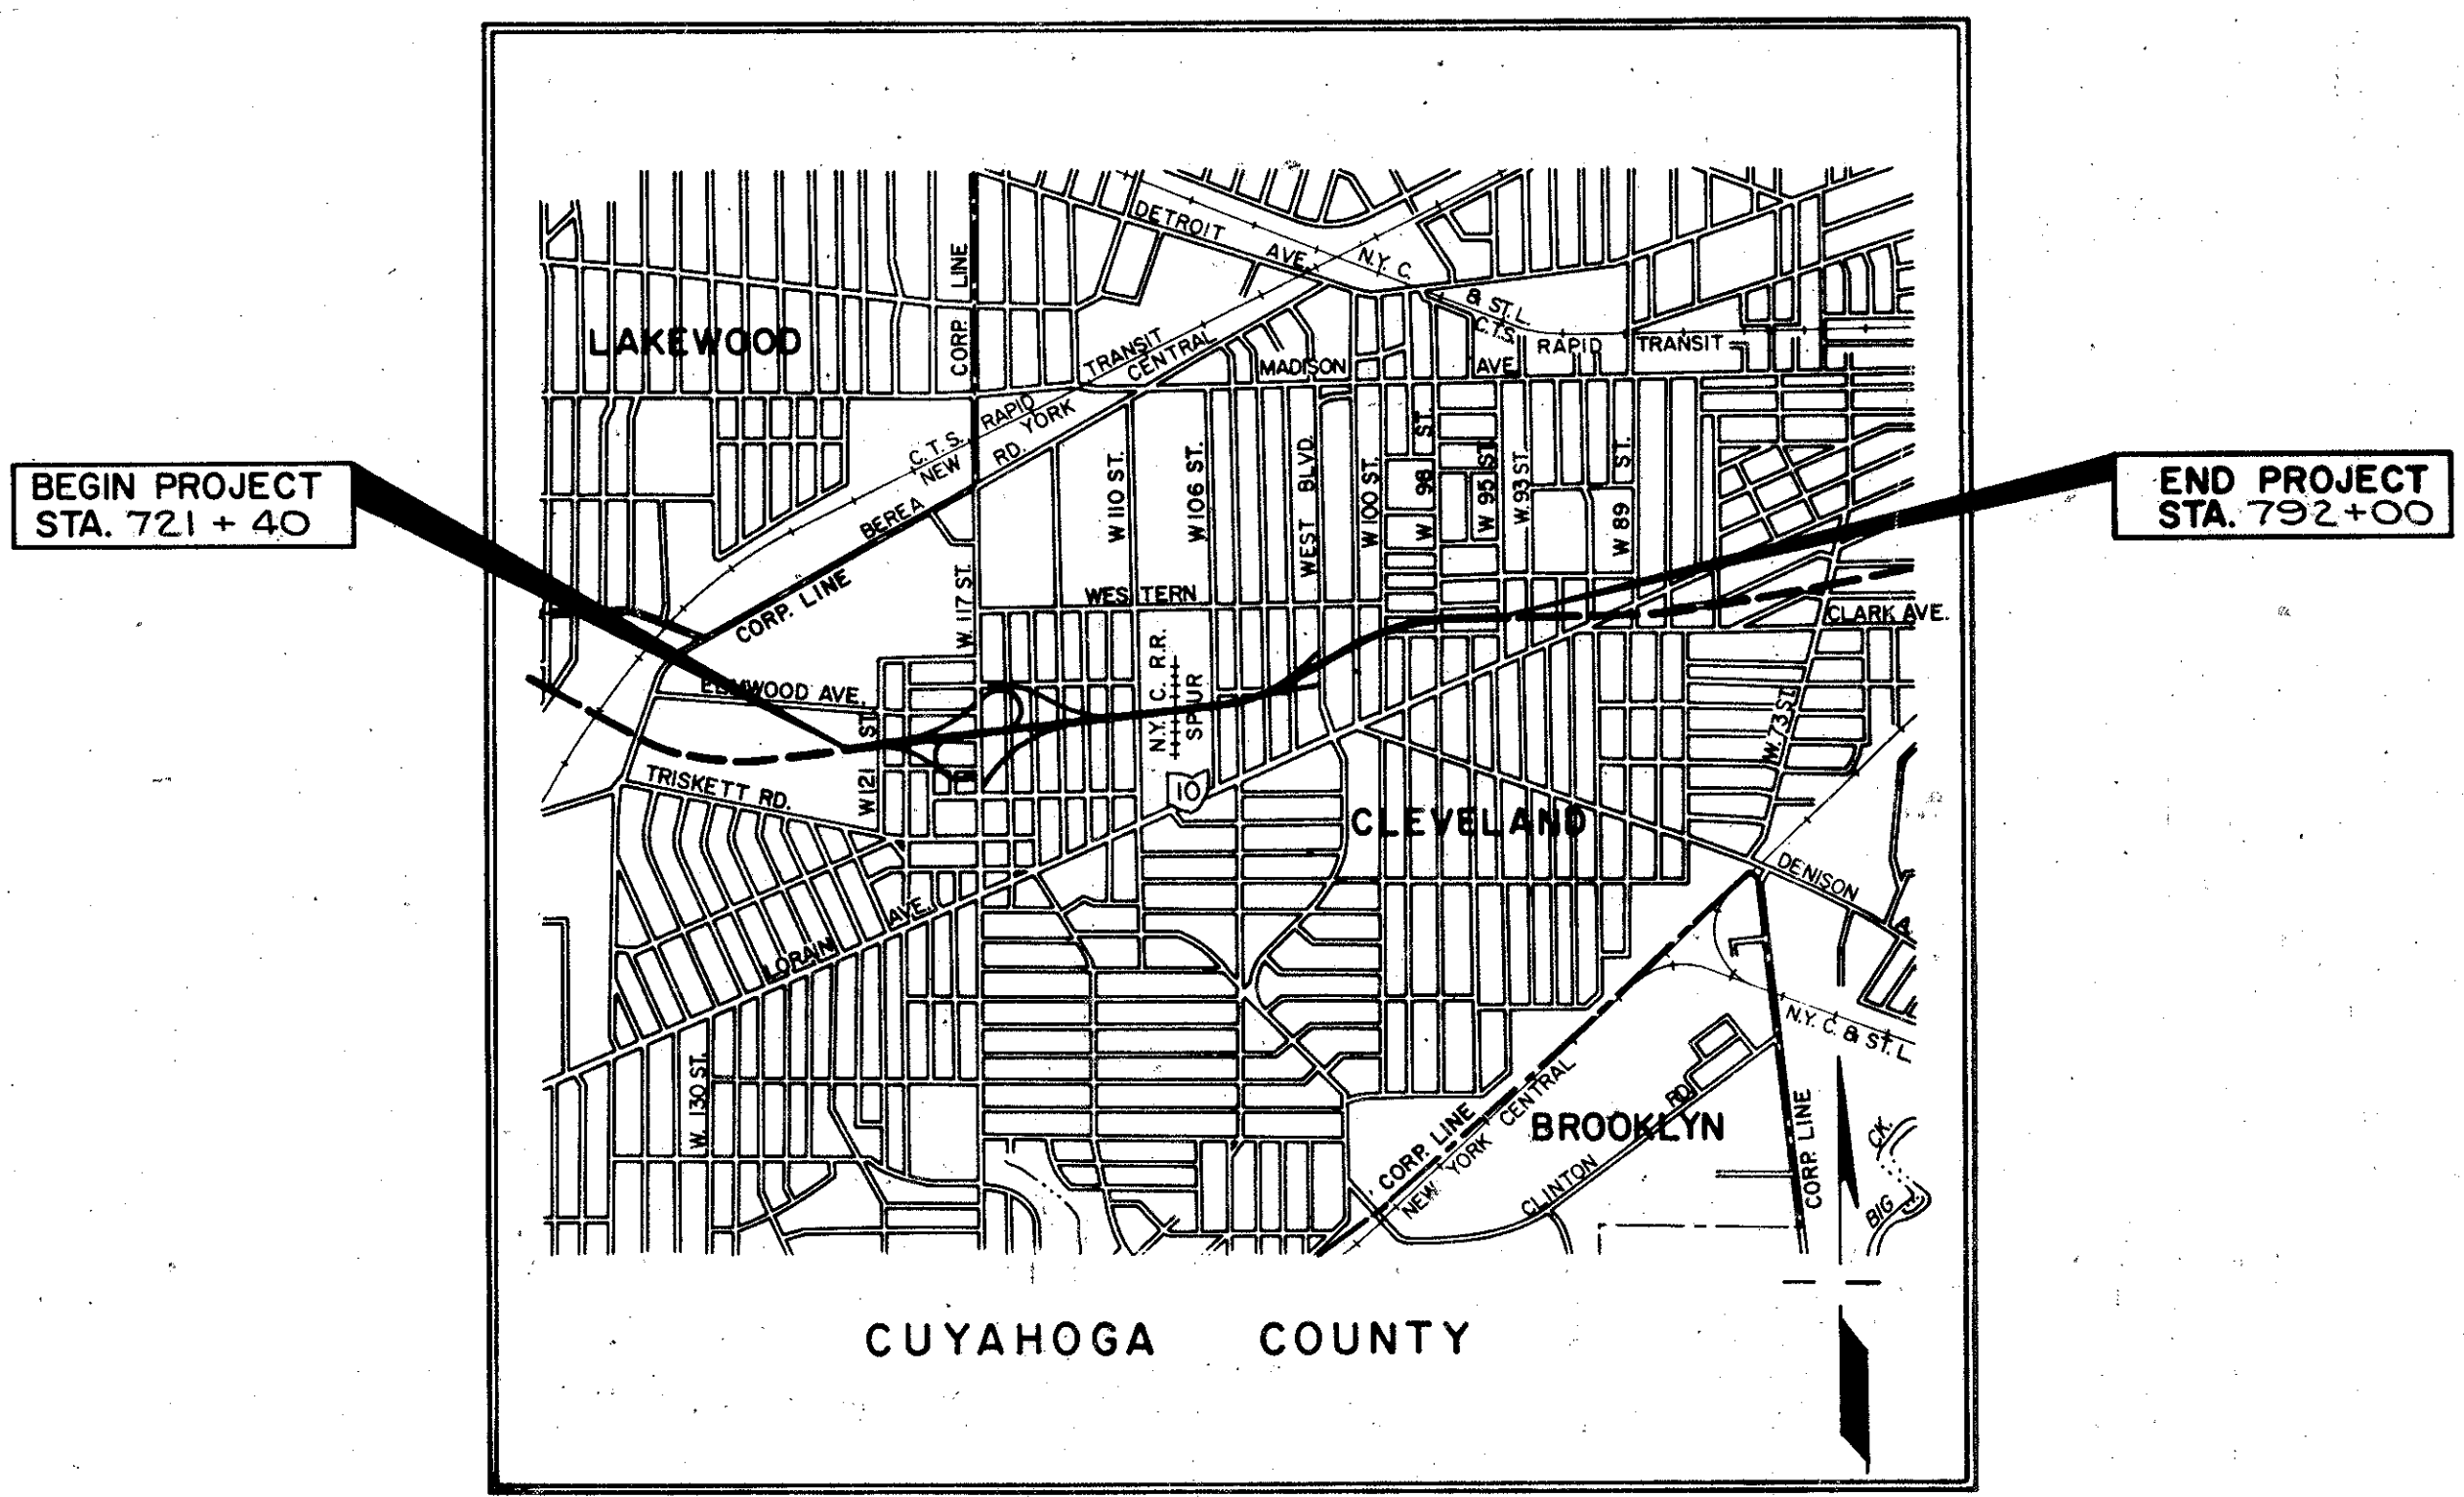 DETROIT AVE.
N.Y. C. & ST. L.
CORP. LINE
LAKEWOOD
C.T.S. RAPID TRANSIT
MADISON AVE.
C.T.S. RAPID TRANSIT
NEW YORK CENTRAL
BEREA RD.
W 110 ST.
W 106 ST.
WEST BLVD.
W 100 ST.
W 98 ST.
W 95 ST.
W. 93 ST.
W 89 ST.
BEGIN PROJECT
STA. 721 + 40
END PROJECT
STA. 792+00
CORP. LINE
W. 117 ST.
WESTERN
CLARK AVE.
ELMWOOD AVE.
N.Y.C. R.R.
SPUR
W 121 ST.
W. 73 ST.
TRISKETT RD.
10
CLEVELAND
DENISON A
LORAIN AVE.
N.Y. C. & ST. L
W. 130 ST.
CORP. LINE
NEW YORK CENTRAL
BROOKLYN
CLINTON RD.
CORP. LINE
BIG CK.
CUYAHOGA COUNTY